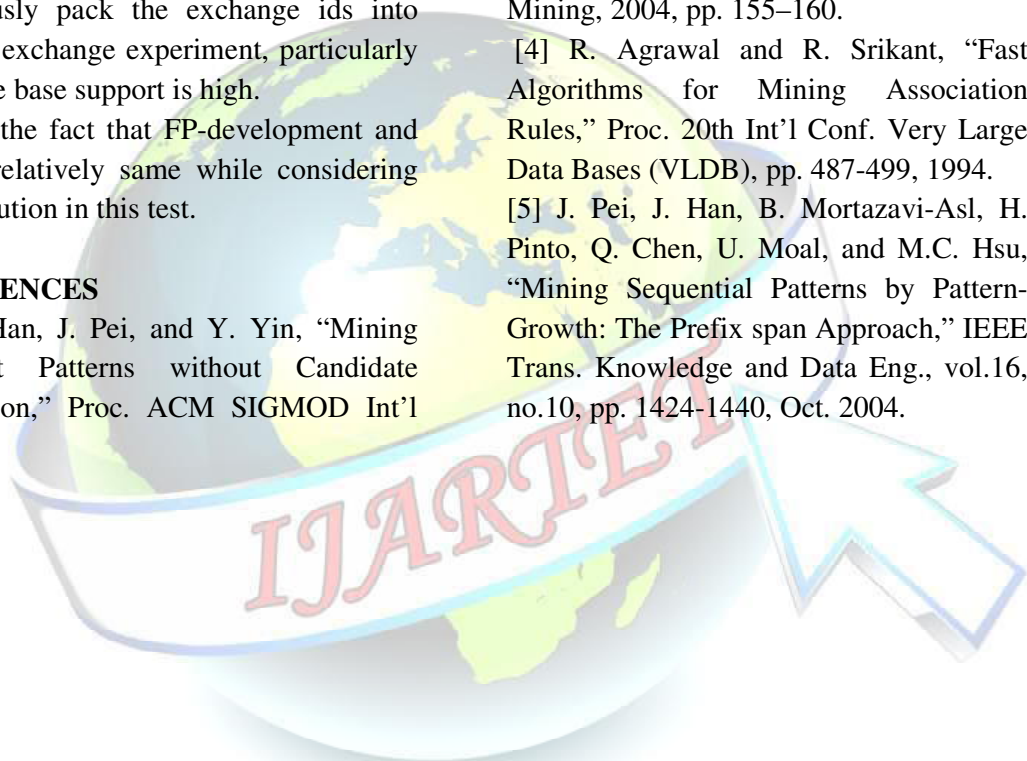 usly pack the exchange ids into
exchange experiment, particularly
e base support is high.
the fact that FP-development and
relatively same while considering
ution in this test.
ENCES
Han, J. Pei, and Y. Yin, “Mining
t Patterns without Candidate
on,” Proc. ACM SIGMOD Int’l
Mining, 2004, pp. 155–160.
[4] R. Agrawal and R. Srikant, “Fast
Algorithms for Mining Association
Rules,” Proc. 20th Int’l Conf. Very Large
Data Bases (VLDB), pp. 487-499, 1994.
[5] J. Pei, J. Han, B. Mortazavi-Asl, H.
Pinto, Q. Chen, U. Moal, and M.C. Hsu,
“Mining Sequential Patterns by Pattern-
Growth: The Prefix span Approach,” IEEE
Trans. Knowledge and Data Eng., vol.16,
no.10, pp. 1424-1440, Oct. 2004.
IJARTET